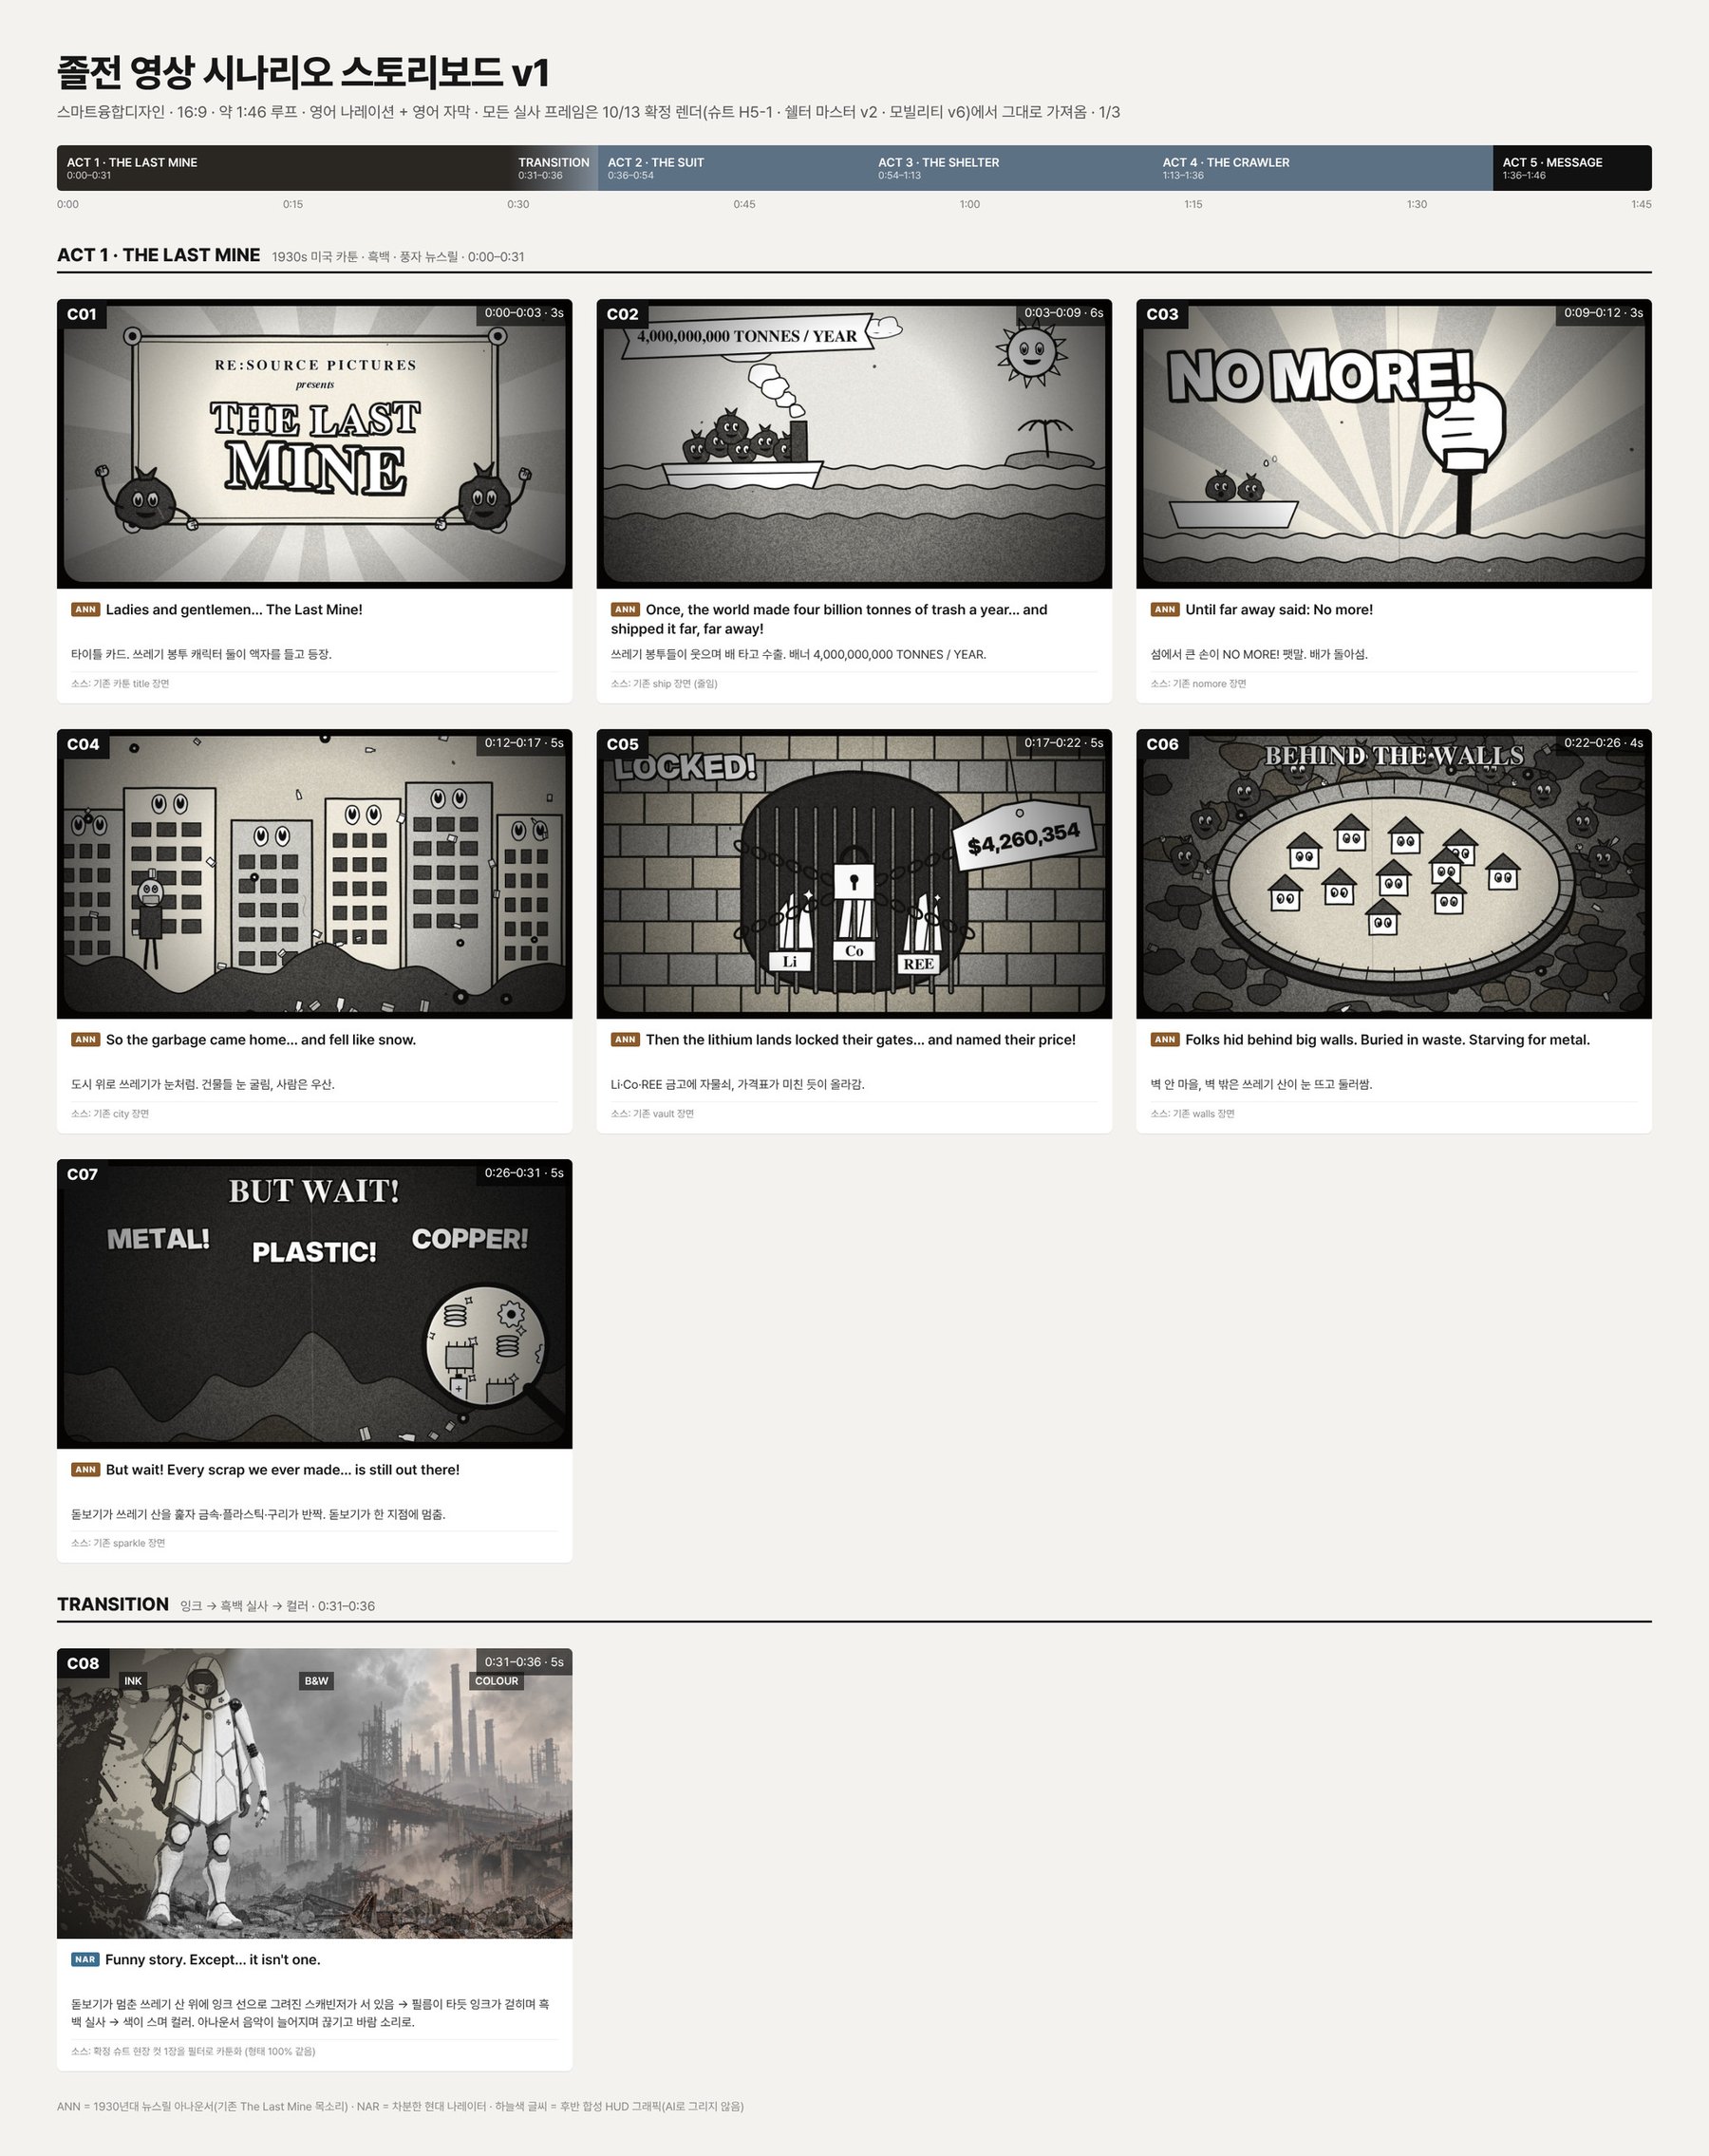 졸전 영상 시나리오 스토리보드 v1
스마트융합디자인 · 16:9 · 약 1:46 루프 · 영어 나레이션 + 영어 자막 · 모든 실사 프레임은 10/13 확정 렌더(슈트 H5-1 · 쉘터 마스터 v2 · 모빌리티 v6)에서 그대로 가져옴 · 1/3
ACT 1 · THE LAST MINE
0:00–0:31
TRANSITION
0:31–0:36
ACT 2 · THE SUIT
0:36–0:54
ACT 3 · THE SHELTER
0:54–1:13
ACT 4 · THE CRAWLER
1:13–1:36
ACT 5 · MESSAGE
1:36–1:46
0:00 0:15 0:30 0:45 1:00 1:15 1:30 1:45
ACT 1 · THE LAST MINE 1930s 미국 카툰 · 흑백 · 풍자 뉴스릴 · 0:00–0:31
C01
0:00–0:03 · 3s
RE:SOURCE PICTURES
presents
THE LAST
MINE
ANN Ladies and gentlemen... The Last Mine!
타이틀 카드. 쓰레기 봉투 캐릭터 둘이 액자를 들고 등장.
소스: 기존 카툰 title 장면
C02
0:03–0:09 · 6s
4,000,000,000 TONNES / YEAR
ANN Once, the world made four billion tonnes of trash a year... and
shipped it far, far away!
쓰레기 봉투들이 웃으며 배 타고 수출. 배너 4,000,000,000 TONNES / YEAR.
소스: 기존 ship 장면 (줄임)
C03
0:09–0:12 · 3s
NO MORE!
ANN Until far away said: No more!
섬에서 큰 손이 NO MORE! 팻말. 배가 돌아섬.
소스: 기존 nomore 장면
C04
0:12–0:17 · 5s
ANN So the garbage came home... and fell like snow.
도시 위로 쓰레기가 눈처럼. 건물들 눈 굴림, 사람은 우산.
소스: 기존 city 장면
C05
0:17–0:22 · 5s
LOCKED!
$4,260,354
Li
Co
REE
ANN Then the lithium lands locked their gates... and named their price!
Li·Co·REE 금고에 자물쇠, 가격표가 미친 듯이 올라감.
소스: 기존 vault 장면
C06
0:22–0:26 · 4s
BEHIND THE WALLS
ANN Folks hid behind big walls. Buried in waste. Starving for metal.
벽 안 마을, 벽 밖은 쓰레기 산이 눈 뜨고 둘러쌈.
소스: 기존 walls 장면
C07
0:26–0:31 · 5s
BUT WAIT!
METAL!
PLASTIC!
COPPER!
ANN But wait! Every scrap we ever made... is still out there!
돋보기가 쓰레기 산을 훑자 금속·플라스틱·구리가 반짝. 돋보기가 한 지점에 멈춤.
소스: 기존 sparkle 장면
TRANSITION 잉크 → 흑백 실사 → 컬러 · 0:31–0:36
C08
0:31–0:36 · 5s
INK
B&W
COLOUR
NAR Funny story. Except... it isn't one.
돋보기가 멈춘 쓰레기 산 위에 잉크 선으로 그려진 스캐빈저가 서 있음 → 필름이 타듯 잉크가 걷히며 흑
백 실사 → 색이 스며 컬러. 아나운서 음악이 늘어지며 끊기고 바람 소리로.
소스: 확정 슈트 현장 컷 1장을 필터로 카툰화 (형태 100% 같음)
ANN = 1930년대 뉴스릴 아나운서(기존 The Last Mine 목소리) · NAR = 차분한 현대 나레이터 · 하늘색 글씨 = 후반 합성 HUD 그래픽(AI로 그리지 않음)